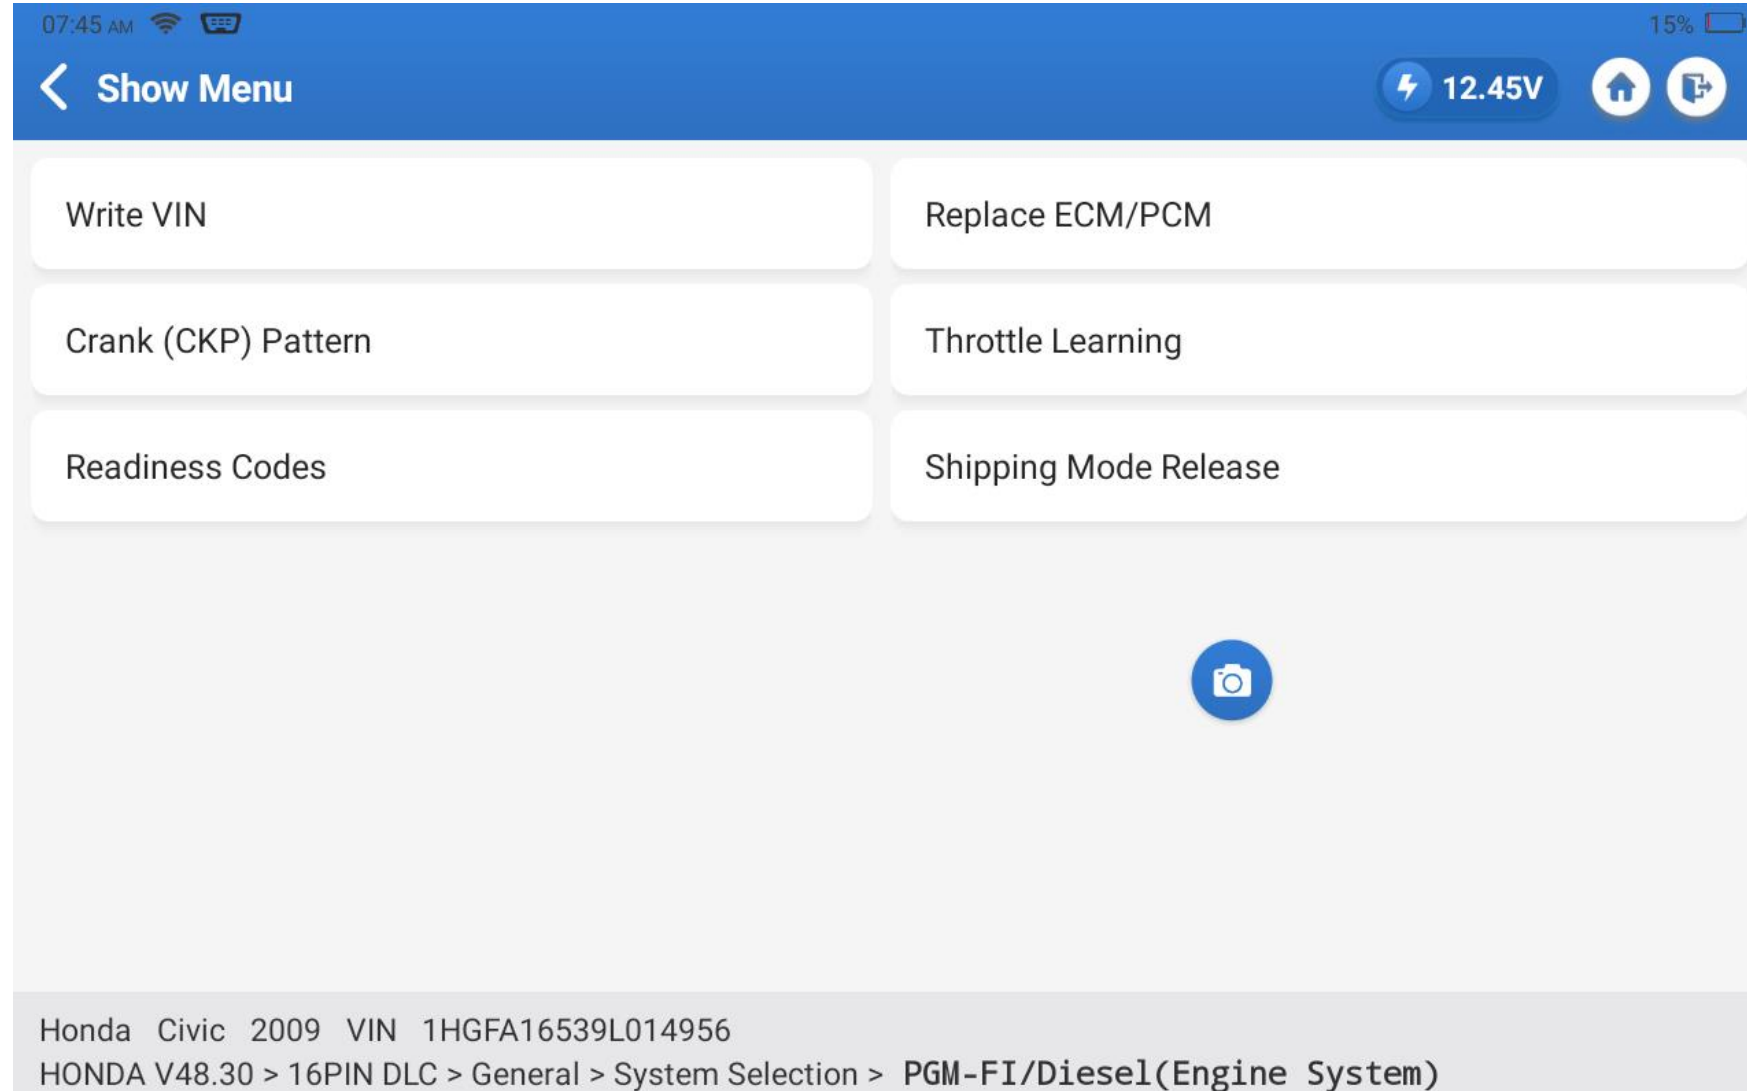 07:45 AM 15%
Show Menu 12.45V
Write VIN Replace ECM/PCM
Crank (CKP) Pattern Throttle Learning
Readiness Codes Shipping Mode Release
Honda Civic 2009 VIN 1HGFA16539L014956
HONDA V48.30 > 16PIN DLC > General > System Selection > PGM-FI/Diesel(Engine System)